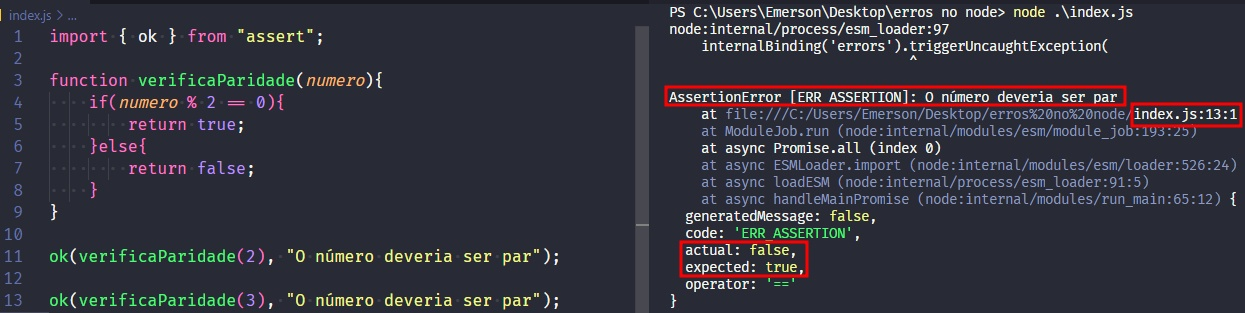 index.js > ...
1 import { ok } from "assert";
2
3 function verificaParidade(numero){
4 if(numero % 2 == 0){
5 return true;
6 }else{
7 return false;
8 }
9 }
10
11 ok(verificaParidade(2), "O número deveria ser par");
12
13 ok(verificaParidade(3), "O número deveria ser par");
PS C:\Users\Emerson\Desktop\erros no node> node .\index.js
node:internal/process/esm_loader:97
internalBinding('errors').triggerUncaughtException(
^
AssertionError [ERR_ASSERTION]: O número deveria ser par
at file:///C:/Users/Emerson/Desktop/erros%20no%20node/index.js:13:1
at ModuleJob.run (node:internal/modules/esm/module_job:193:25)
at async Promise.all (index 0)
at async ESMLoader.import (node:internal/modules/esm/loader:526:24)
at async loadESM (node:internal/process/esm_loader:91:5)
at async handleMainPromise (node:internal/modules/run_main:65:12) {
generatedMessage: false,
code: 'ERR_ASSERTION',
actual: false,
expected: true,
operator: '=='
}